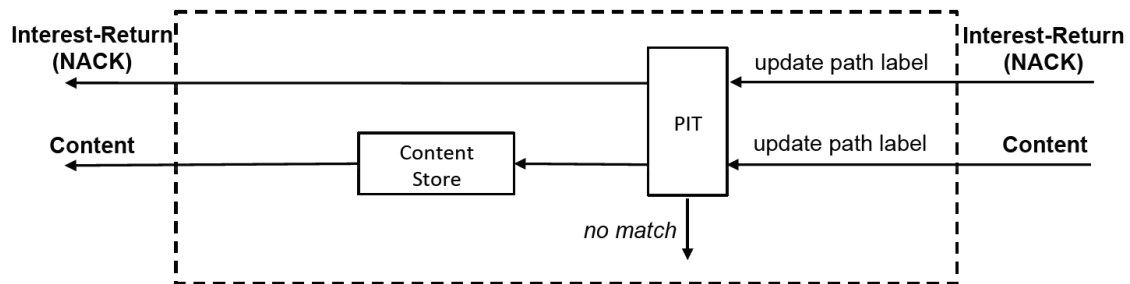 Interest-Return
(NACK)
Interest-Return
(NACK)
update path label
PIT
Content
Content
Store
update path label
Content
no match